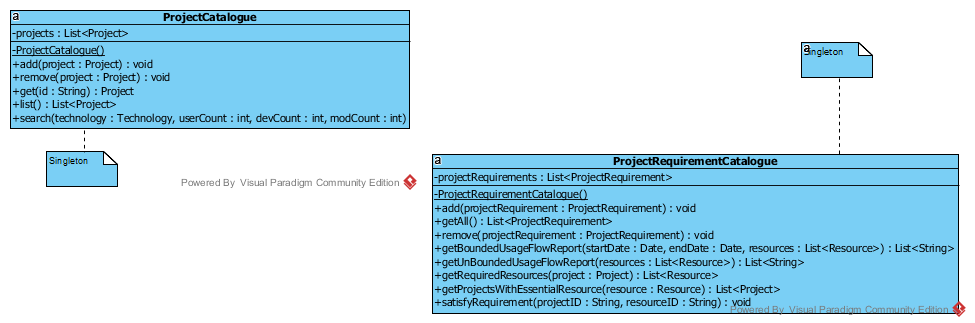 a
ProjectCatalogue
-projects : List<Project>
-ProjectCatalogue()
+add(project : Project) : void
+remove(project : Project) : void
+get(id : String) : Project
+list() : List<Project>
+search(technology : Technology, userCount : int, devCount : int, modCount : int)
Singleton
Powered By Visual Paradigm Community Edition
a
Singleton
a
ProjectRequirementCatalogue
-projectRequirements : List<ProjectRequirement>
-ProjectRequirementCatalogue()
+add(projectRequirement : ProjectRequirement) : void
+getAll() : List<ProjectRequirement>
+remove(projectRequirement : ProjectRequirement) : void
+getBoundedUsageFlowReport(startDate : Date, endDate : Date, resources : List<Resource>) : List<String>
+getUnBoundedUsageFlowReport(resources : List<Resource>) : List<String>
+getRequiredResources(project : Project) : List<Resource>
+getProjectsWithEssentialResource(resource : Resource) : List<Project>
+satisfyRequirement(projectID : String, resourceID : String) : void
Powered By Visual Paradigm Community Edition